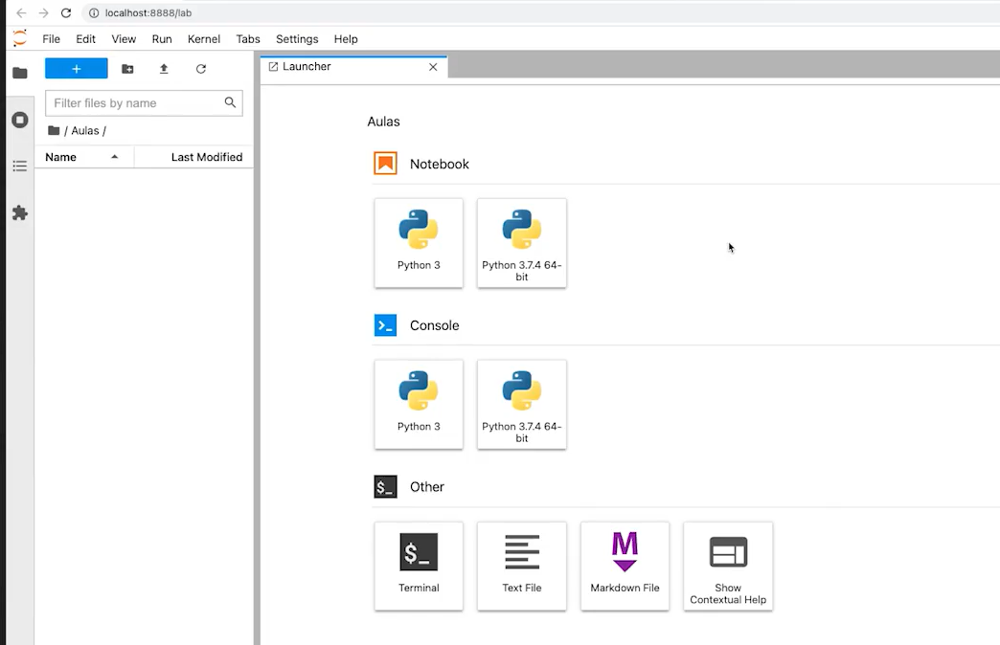 localhost:8888/lab
File Edit View Run Kernel Tabs Settings Help
+
Launcher
Filter files by name
/ Aulas /
Name Last Modified
Aulas
Notebook
Python 3
Python 3.7.4 64-
bit
>_
Console
Python 3
Python 3.7.4 64-
bit
$_
Other
$_
Terminal
Text File
M
Markdown File
Show
Contextual Help